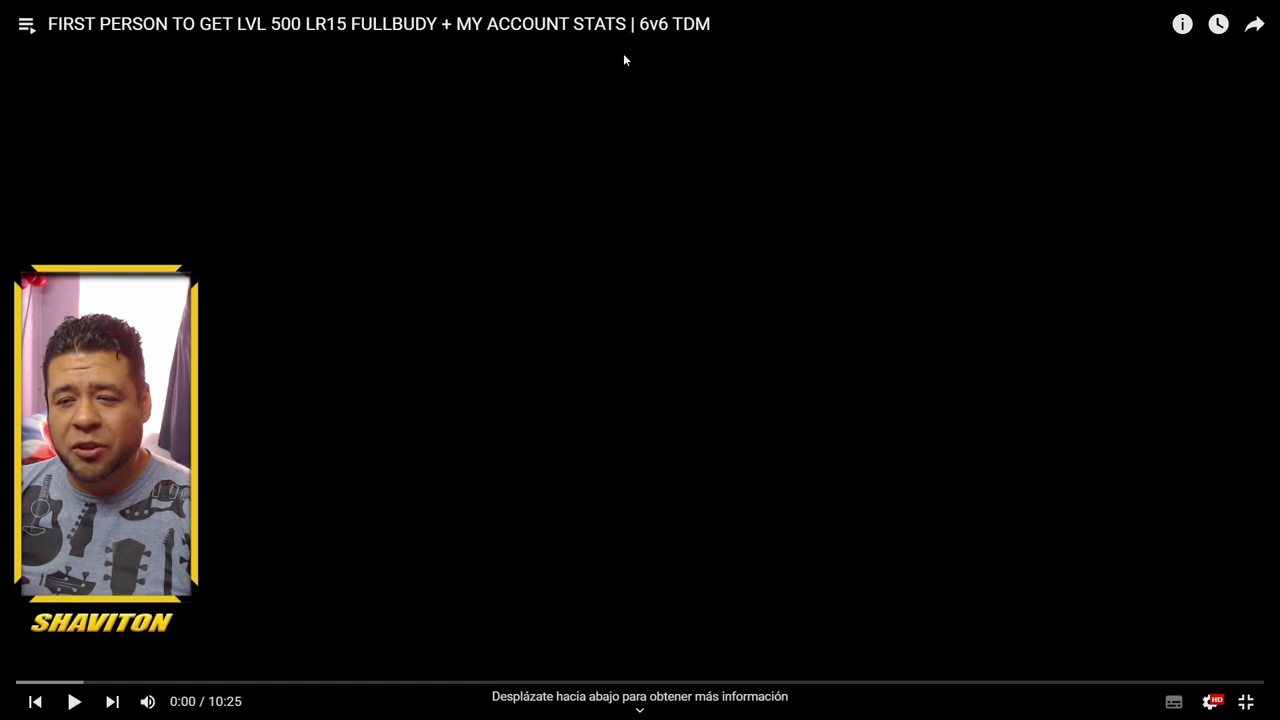 FIRST PERSON TO GET LVL 500 LR15 FULLBUDY + MY ACCOUNT STATS | 6v6 TDM
SHAVITON
0:00 / 10:25
Desplázate hacia abajo para obtener más información
HD